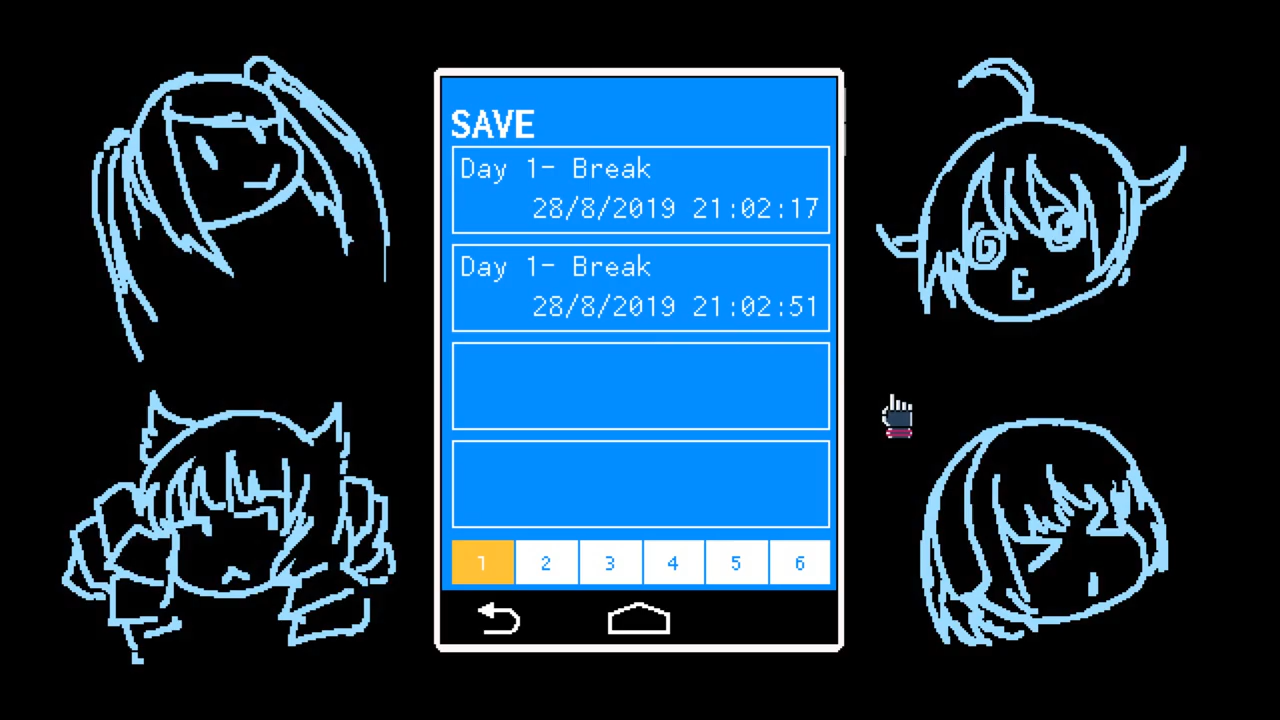 SAVE
Day 1- Break
28/8/2019 21:02:17
Day 1- Break
28/8/2019 21:02:51
1 2 3 4 5 6